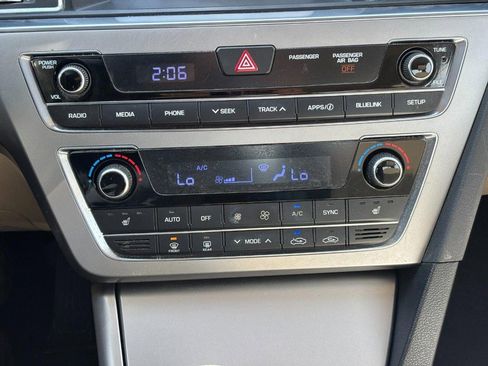 POWER PUSH
VOL
2:06
PASSENGER
PASSENGER AIR BAG OFF
TUNE
RADIO MEDIA PHONE SEEK TRACK APPS/i BLUELINK SETUP
A/C
Lo Lo
AUTO OFF A/C SYNC
FRONT REAR MODE